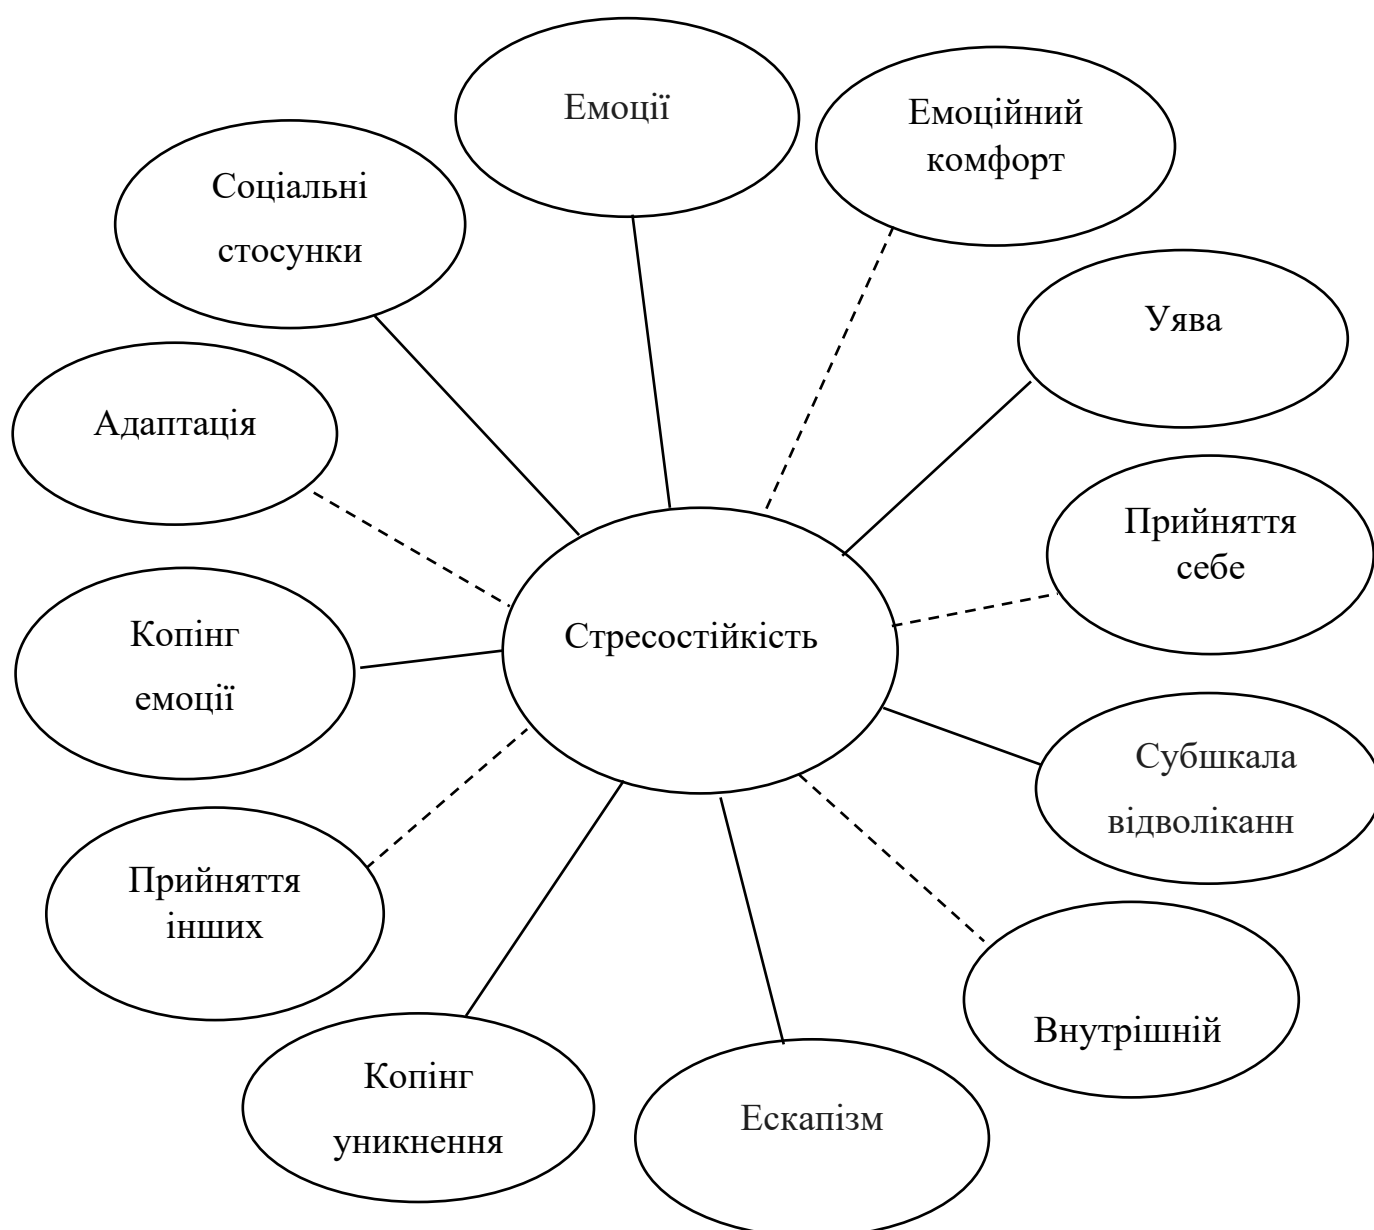 Емоції
Емоційний
комфорт
Соціальні
стосунки
Уява
Адаптація
Прийняття
себе
Копінг
емоції
Стресостійкість
Субшкала
відволіканн
Прийняття
інших
Внутрішній
Копінг
уникнення
Ескапізм